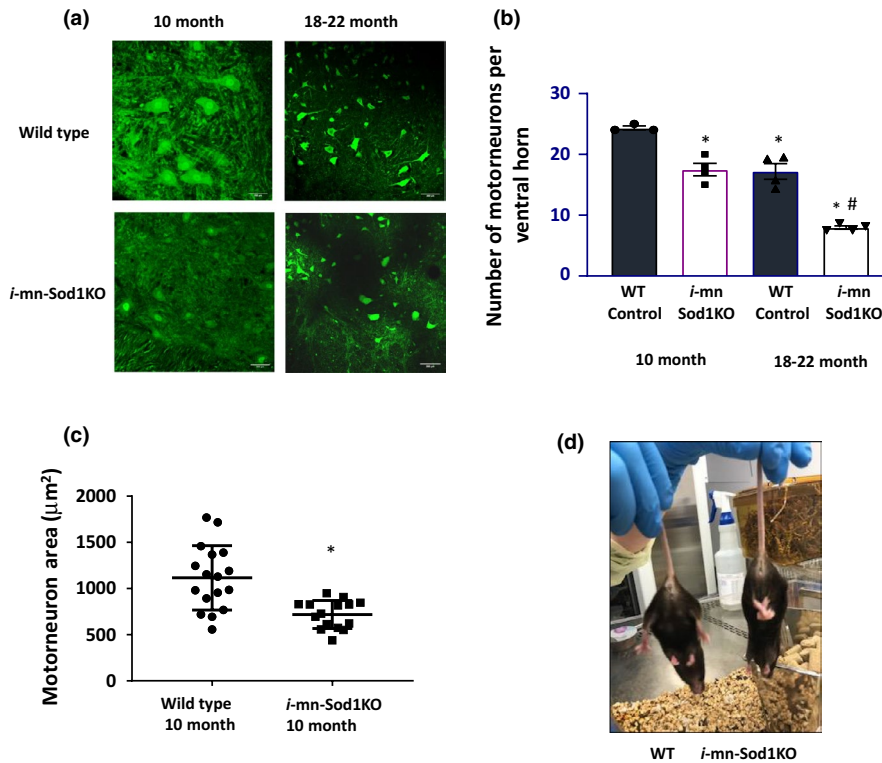 (a)
10 month
18-22 month
Wild type
i-mn-Sod1KO
(b)
Number of motorneurons per
ventral horn
30
20
10
0
*
*
* #
WT
Control
i-mn
Sod1KO
WT
Control
i-mn
Sod1KO
10 month
18-22 month
(c)
Motorneuron area (μm²)
2000
1500
1000
500
0
*
Wild type
10 month
i-mn-Sod1KO
10 month
(d)
WT
i-mn-Sod1KO